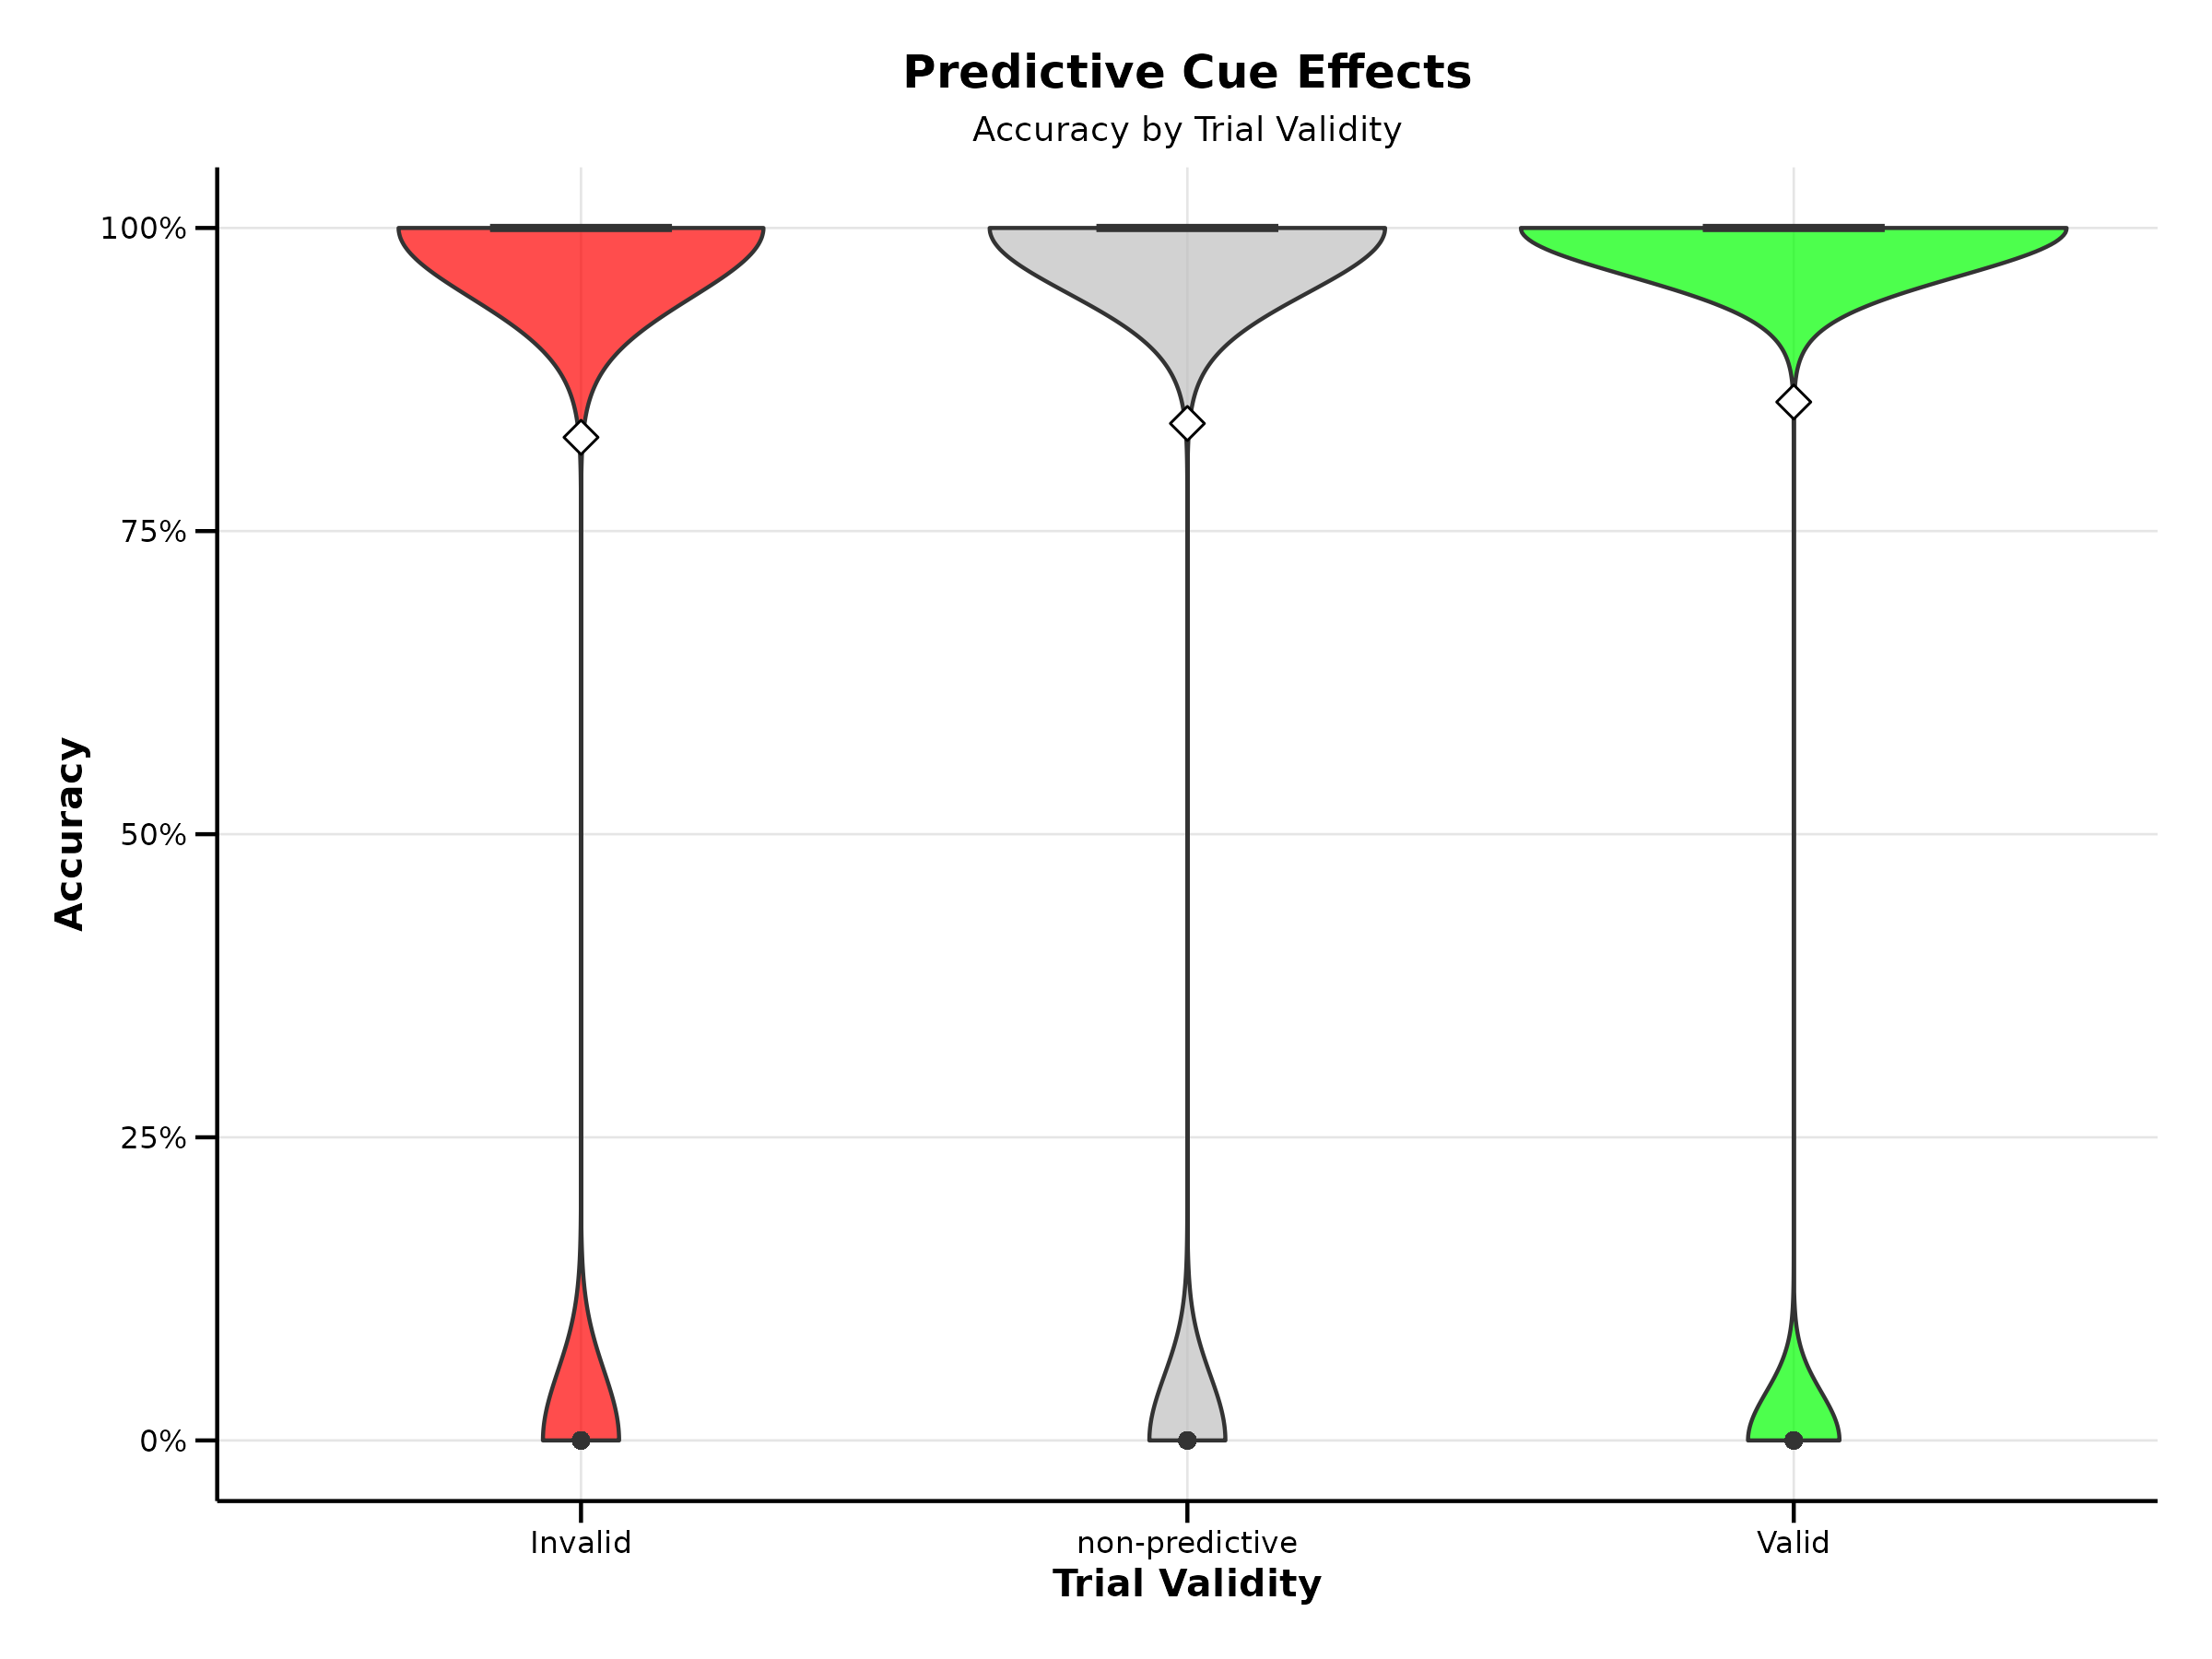 Predictive Cue Effects
Accuracy by Trial Validity
100%
75%
50%
25%
0%
Accuracy
Invalid
non-predictive
Valid
Trial Validity